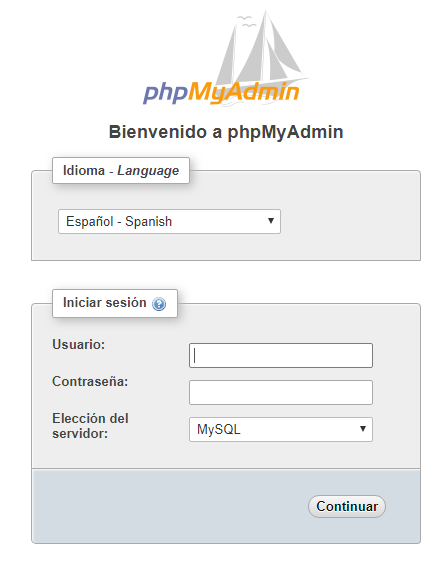 phpMyAdmin
Bienvenido a phpMyAdmin
Idioma - Language
Español - Spanish
Iniciar sesión
Usuario:
Contraseña:
Elección del
servidor:
MySQL
Continuar